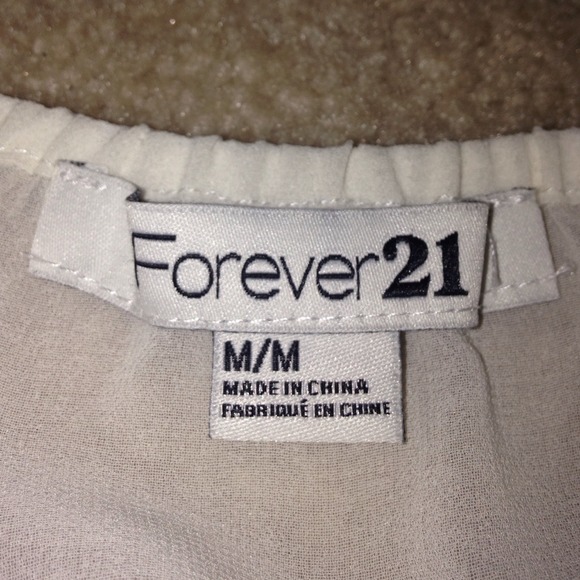 Forever21
M/M
MADE IN CHINA
FABRIQUÉ EN CHINE